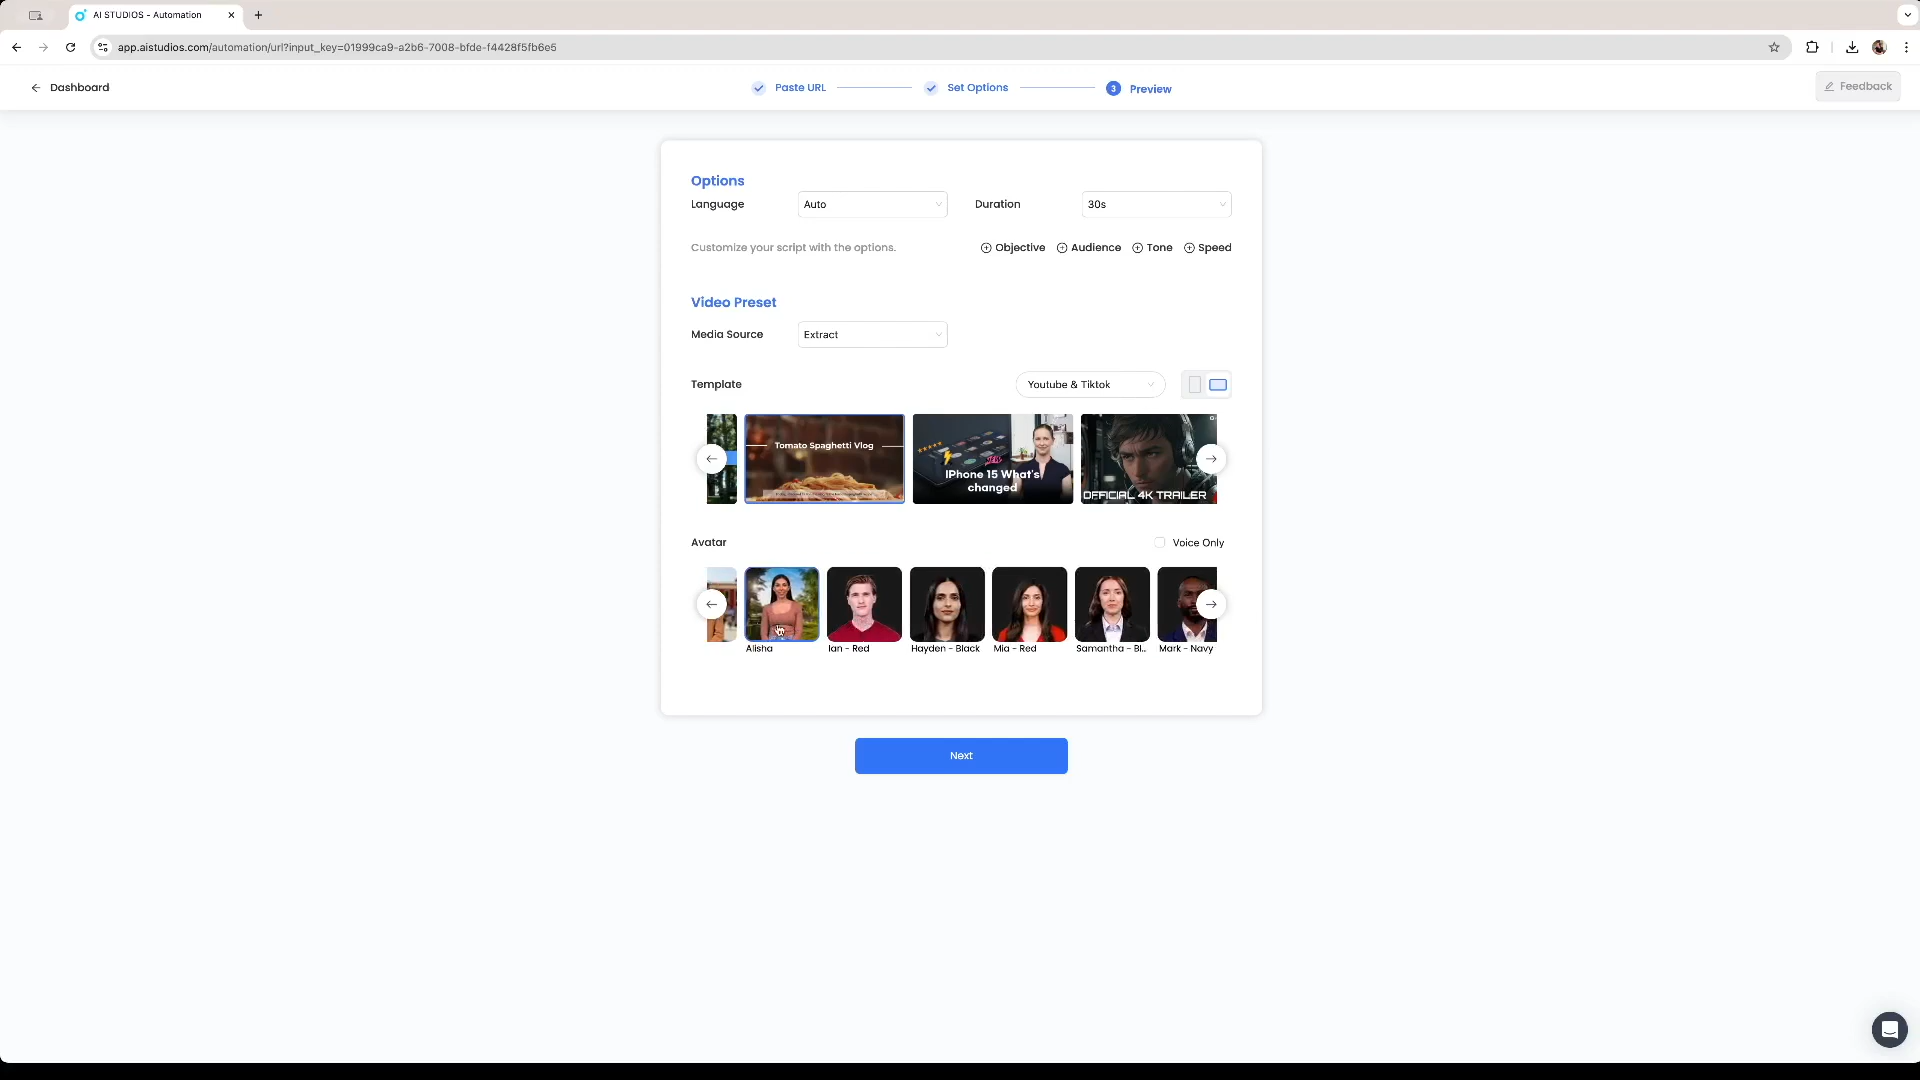 AI STUDIOS - Automation
app.aistudios.com/automation/url?input_key=01999ca9-a2b6-7008-bfde-f4428f5fb6e5
Dashboard
Paste URL
Set Options
3 Preview
Feedback
Options
Language
Auto
Duration
30s
Customize your script with the options.
Objective
Audience
Tone
Speed
Video Preset
Media Source
Extract
Template
Youtube & Tiktok
Tomato Spaghetti Vlog
NEW
IPhone 15 What's
changed
OFFICIAL 4K TRAILER
Avatar
Voice Only
Alisha
Ian - Red
Hayden - Black
Mia - Red
Samantha - Bl...
Mark - Navy
Next